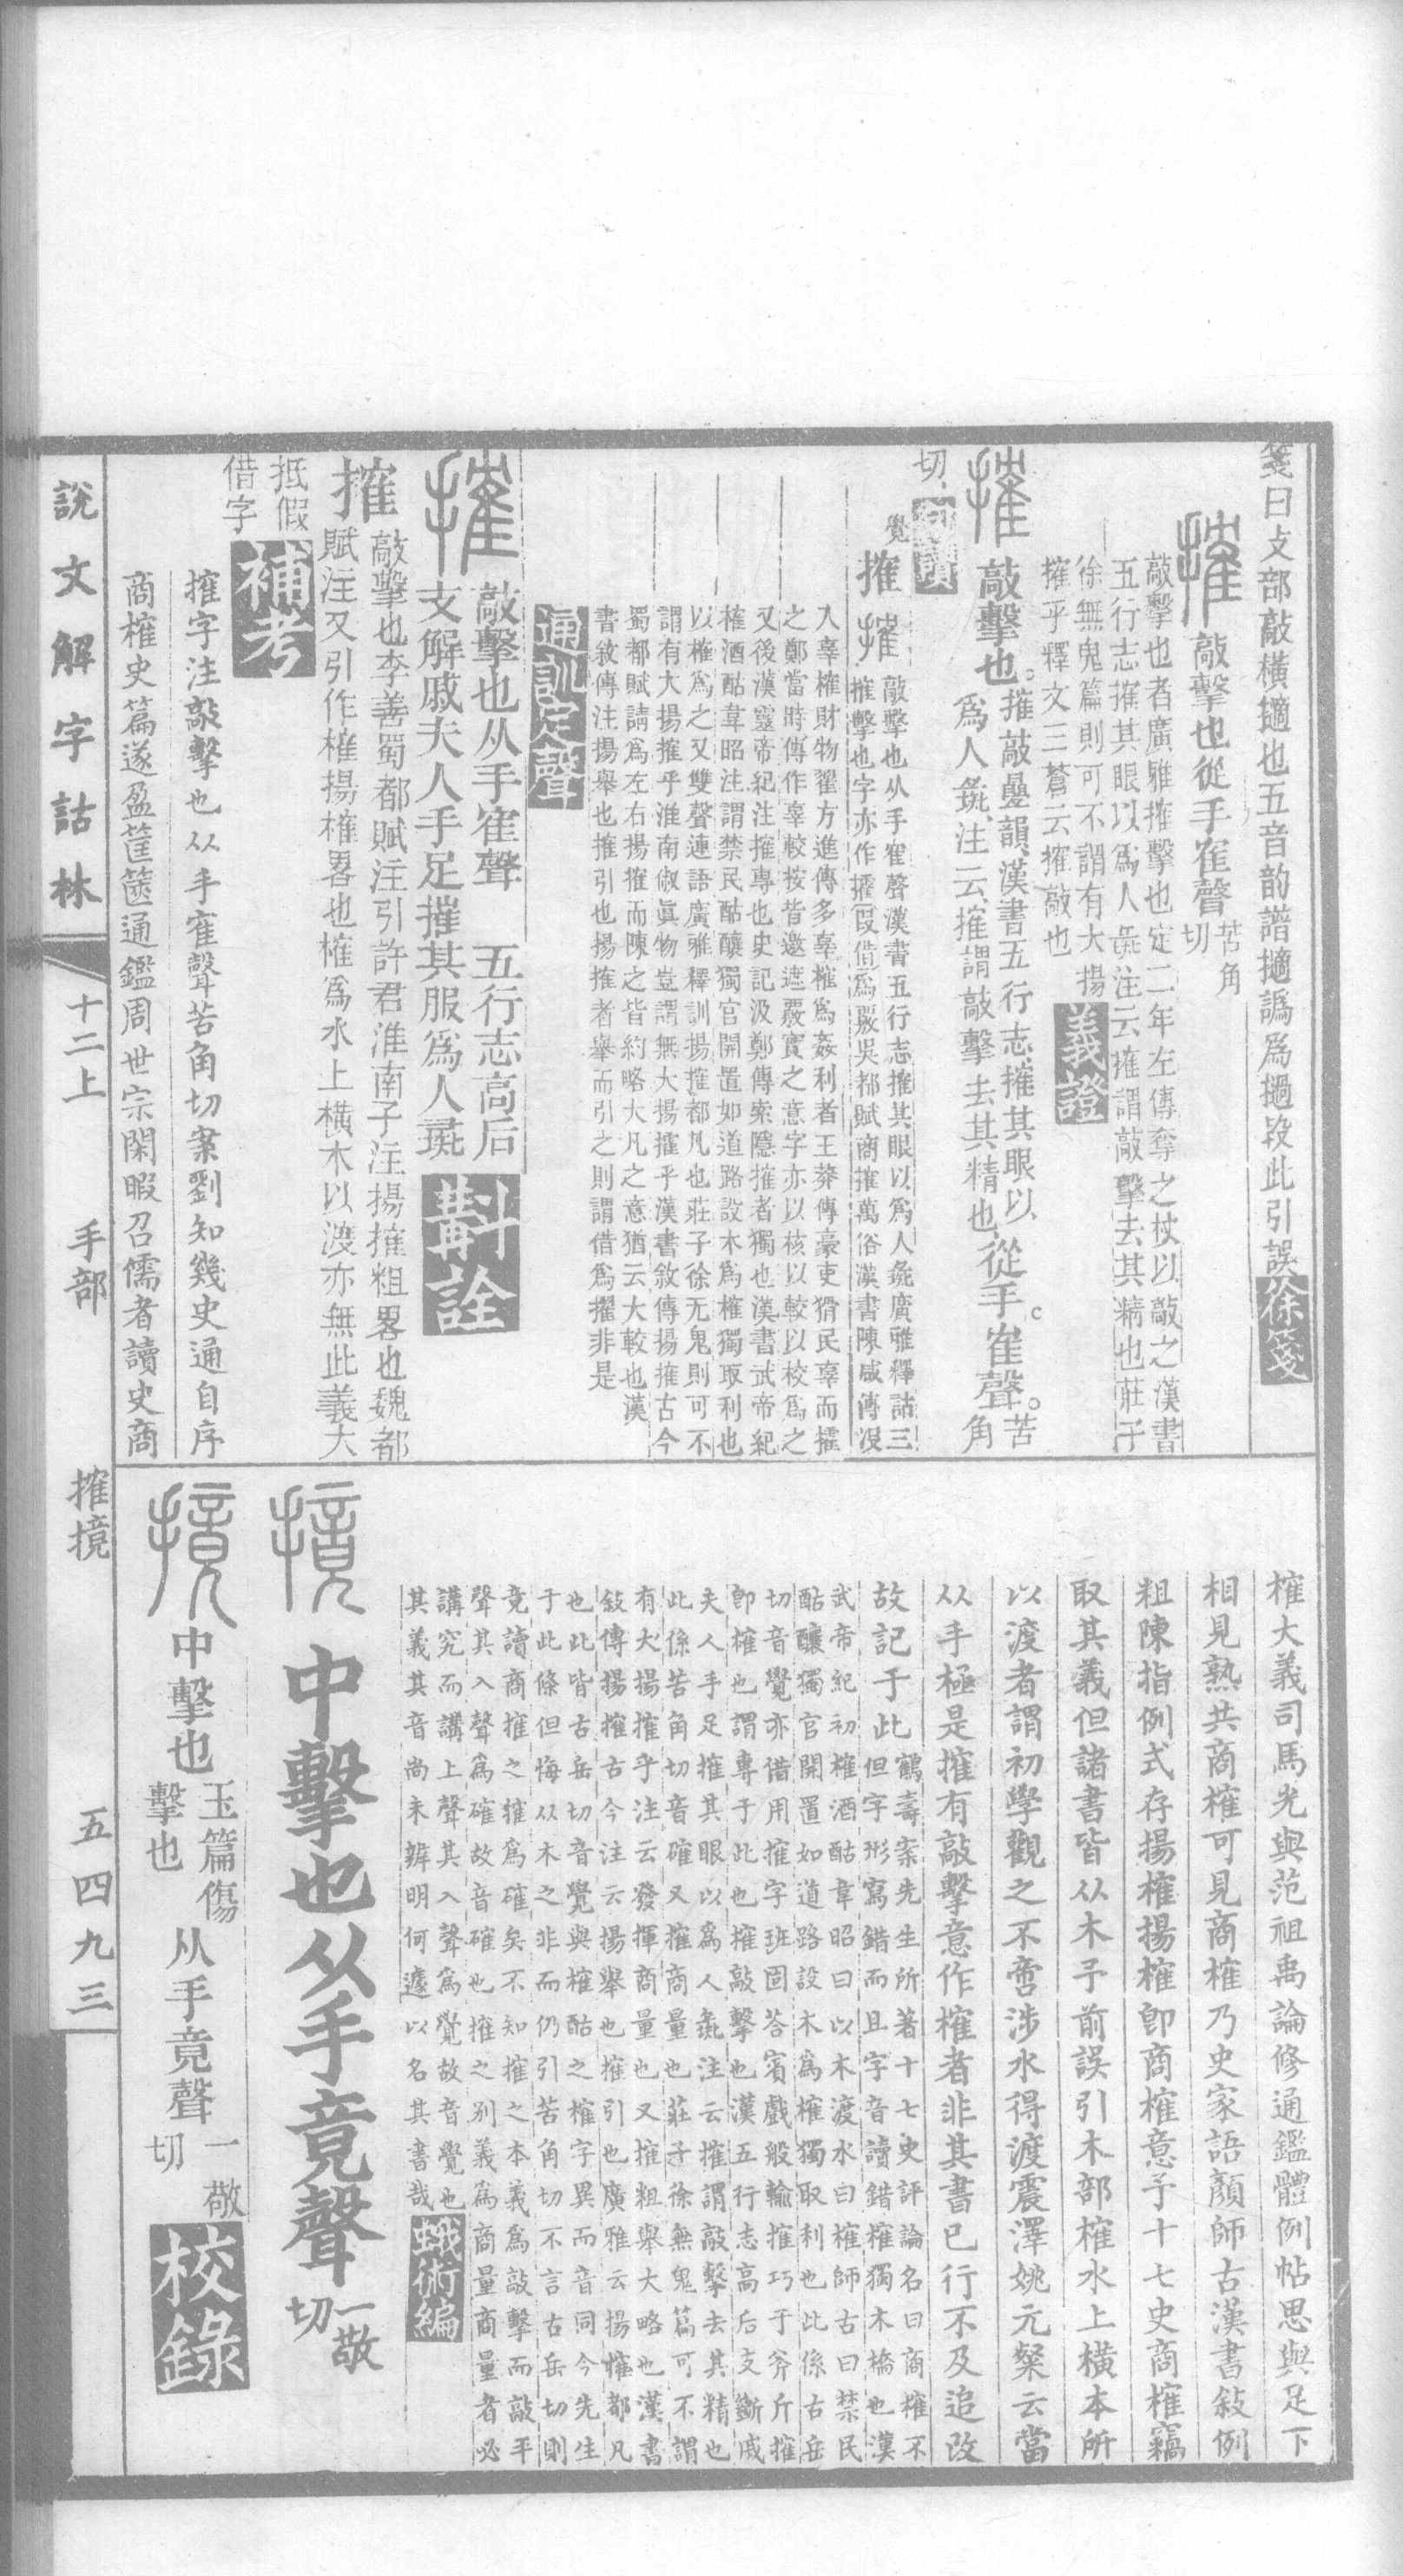 箋曰攴部敲橫擿也五音韵譜擿譌爲撾段此引誤徐箋
搉敲擊也從手隺聲苦角切
敲擊也者廣雅搉擊也定二年左傳奪之杖以敲之漢書
五行志搉其眼以爲人彘注云搉謂敲擊去其精也莊子
徐無鬼篇則可不謂有大揚
搉乎釋文三蒼云搉敲也
義證
搉敲擊也。搉敲疊韻、漢書五行志、搉其眼以
爲人彘、注云、搉謂敲擊去其精也、從手。隺聲。苦角
切、句讀
覺
搉
搉敲擊也从手隺聲漢書五行志搉其眼以爲人彘廣雅釋詁三
搉擊也字亦作㩁叚借爲覈吳都賦商搉萬俗漢書陳咸傳沒
入辜榷財物翟方進傳多辜榷爲姦利者王莽傳豪吏猾民辜而㩁
之鄭當時傳作辜較按皆邀遮覈實之意字亦以核以較以校爲之
又後漢靈帝紀注搉專也史記汲鄭傳索隱搉者獨也漢書武帝紀
榷酒酤韋昭注謂禁民酤釀獨官開置如道路設木爲榷獨取利也
以榷爲之又雙聲連語廣雅釋訓揚搉都凡也莊子徐无鬼則可不
謂有大揚搉乎淮南俶眞物豈謂無大揚㩁乎漢書敘傳揚搉古今
蜀都賦請爲左右揚搉而陳之皆約略大凡之意猶云大較也漢
書敘傳注揚舉也搉引也揚搉者舉而引之則謂借爲擢非是
通訓定聲
搉敲擊也从手隺聲　五行志高后
支解戚夫人手足搉其服爲人彘
斠詮
搉
敲擊也李善蜀都賦注引許君淮南子注揚搉粗畧也魏都
賦注又引作榷揚榷畧也榷爲水上橫木以渡亦無此義大
抵假
借字
補考
搉字注敲擊也从手隺聲苦角切案劉知幾史通自序
商榷史篇遂盈筐篋通鑑周世宗閑暇召儒者讀史商
榷大義司馬光與范祖禹論修通鑑體例帖思與足下
相見熟共商榷可見商榷乃史家語顏師古漢書敍例
粗陳指例式存揚榷揚榷卽商榷意予十七史商榷竊
取其義但諸書皆从木予前誤引木部榷水上橫木所
以渡者謂初學觀之不啻涉水得渡震澤姚元粲云當
从手極是搉有敲擊意作榷者非其書已行不及追改
故記于此
鶴壽案先生所著十七史評論名曰商搉不
但字形寫錯而且字音讀錯榷獨木橋也漢
武帝紀初榷酒酤韋昭曰以木渡水曰榷師古曰禁民
酤釀獨官開置如道路設木爲榷獨取利也此係古岳
切音覺亦借用搉字班固荅賓戲般輸搉巧于斧斤搉
卽榷也謂專于此也搉敲擊也漢五行志高后支斷戚
夫人手足搉其眼以爲人彘注云搉謂敲擊去其精也
此係苦角切音確又搉商量也莊子徐無鬼篇可不謂
有大揚搉乎注云發揮商量也又搉粗舉大略也漢書
敍傳揚搉古今注云揚舉也搉引也廣雅云揚搉都凡
也此皆古岳切音覺與榷酤之榷字異而音同今先生
于此條但悔从木之非而仍引苦角切不言古岳切則
竟讀商搉之搉爲確矣不知搉之本義爲敲擊而敲平
聲其入聲爲確故音確也搉之別義爲商量商量者必
講究而講上聲其入聲爲覺故音覺也
其義其音尚未辨明何遽以名其書哉
蛾術編
摬中擊也从手竟聲一敬切
摬中擊也
玉篇傷
擊也
从手竟聲一敬
切
校錄
說文解字詁林
十二上
手部
搉摬
五四九三